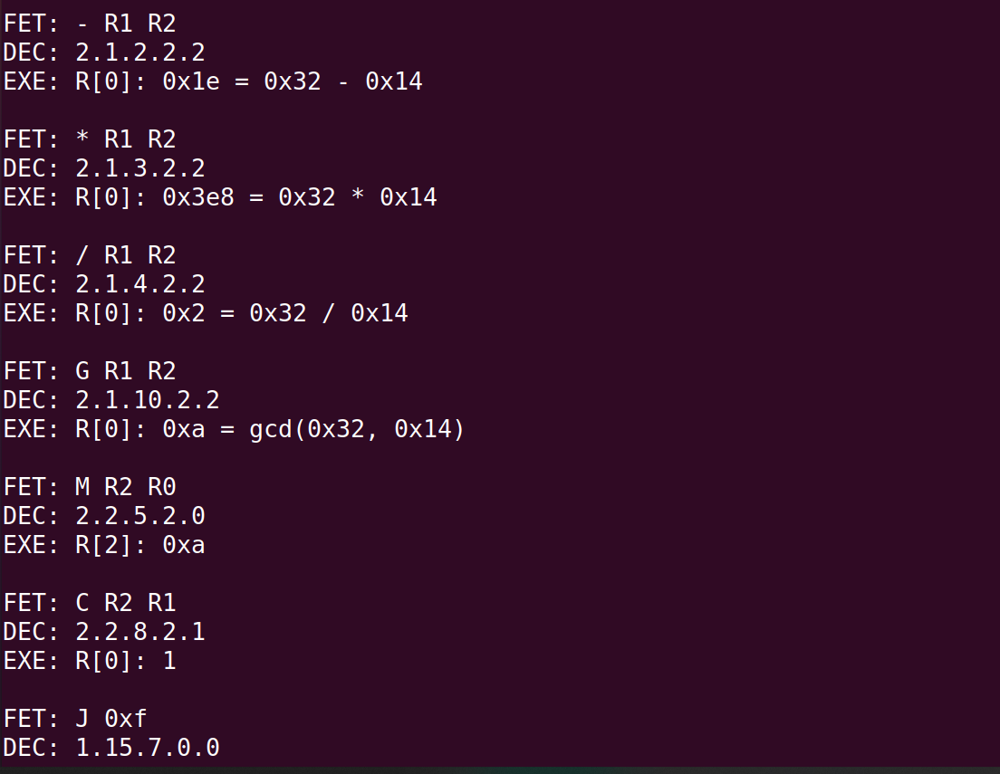 FET: - R1 R2
DEC: 2.1.2.2.2
EXE: R[0]: 0x1e = 0x32 - 0x14
FET: * R1 R2
DEC: 2.1.3.2.2
EXE: R[0]: 0x3e8 = 0x32 * 0x14
FET: / R1 R2
DEC: 2.1.4.2.2
EXE: R[0]: 0x2 = 0x32 / 0x14
FET: G R1 R2
DEC: 2.1.10.2.2
EXE: R[0]: 0xa = gcd(0x32, 0x14)
FET: M R2 R0
DEC: 2.2.5.2.0
EXE: R[2]: 0xa
FET: C R2 R1
DEC: 2.2.8.2.1
EXE: R[0]: 1
FET: J 0xf
DEC: 1.15.7.0.0